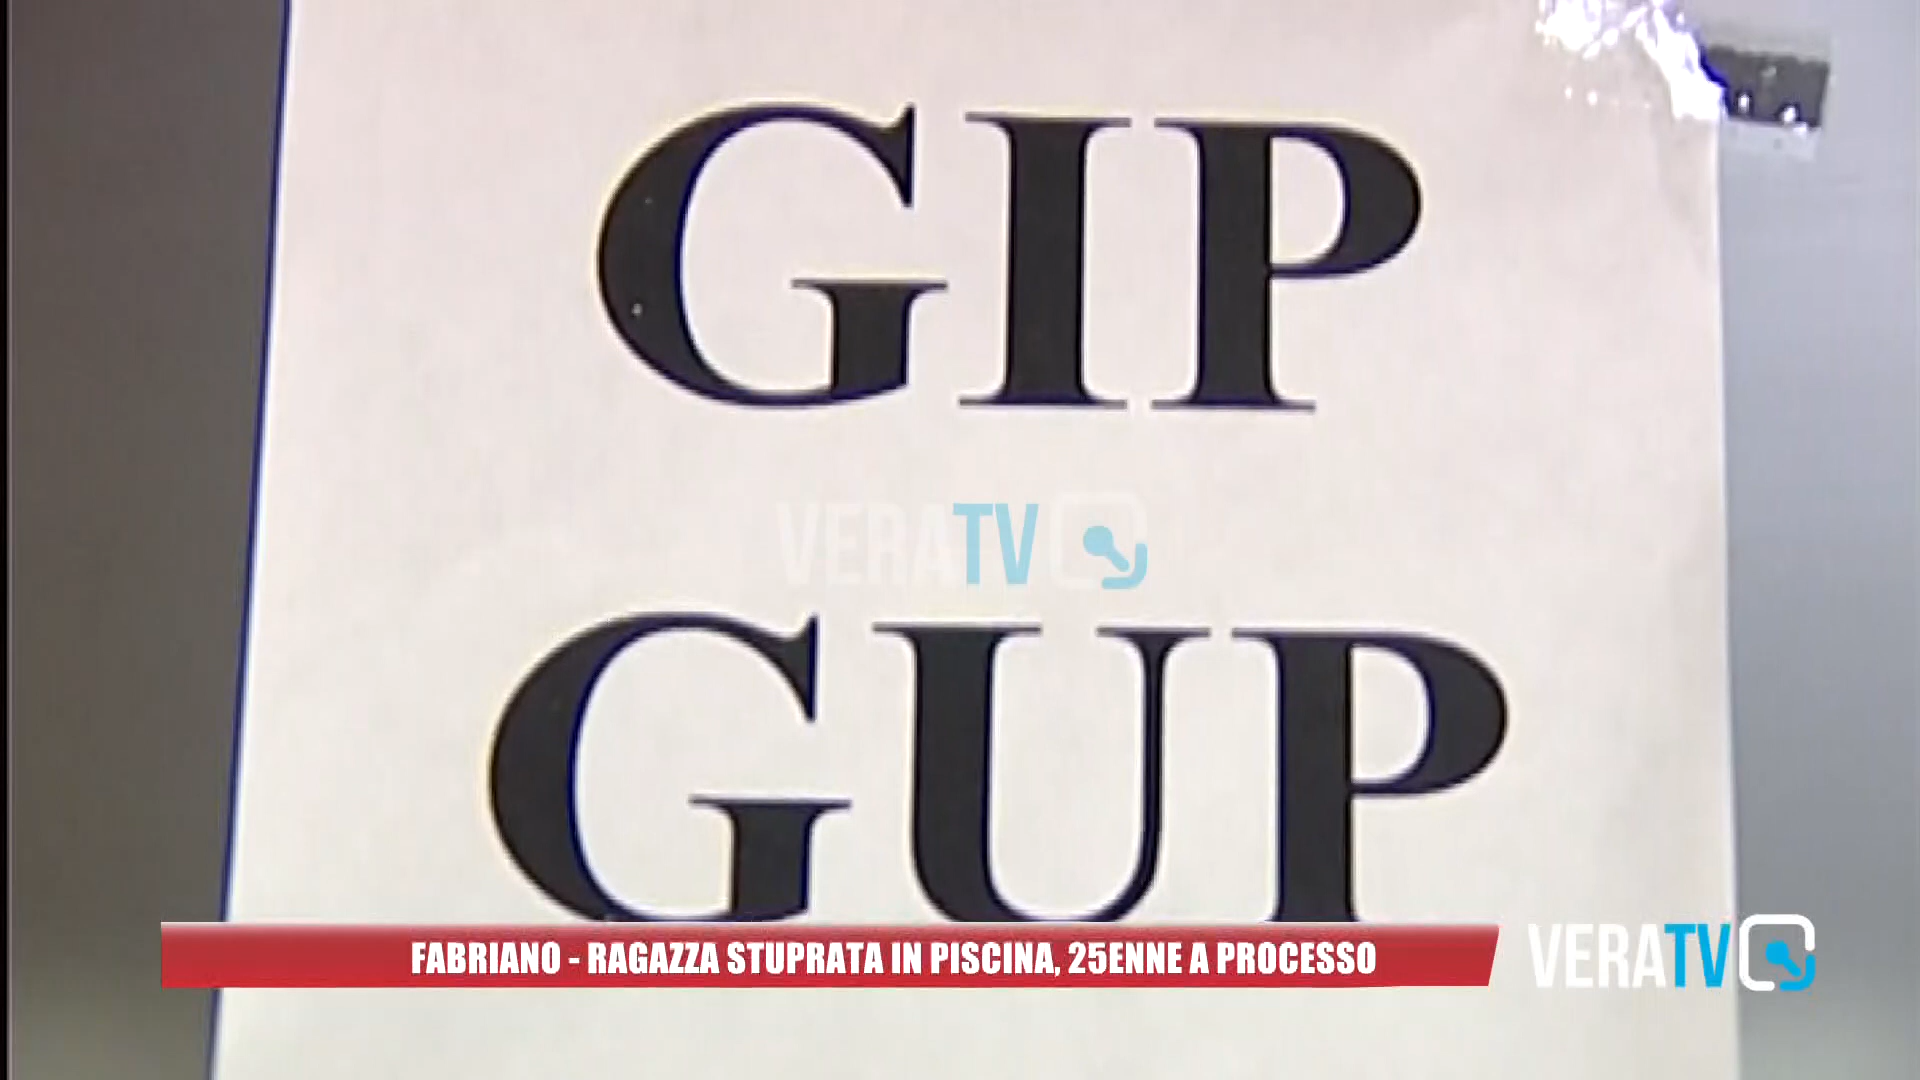 GIP
VERATV
GUP
FABRIANO - RAGAZZA STUPRATA IN PISCINA, 25ENNE A PROCESSO
VERATV